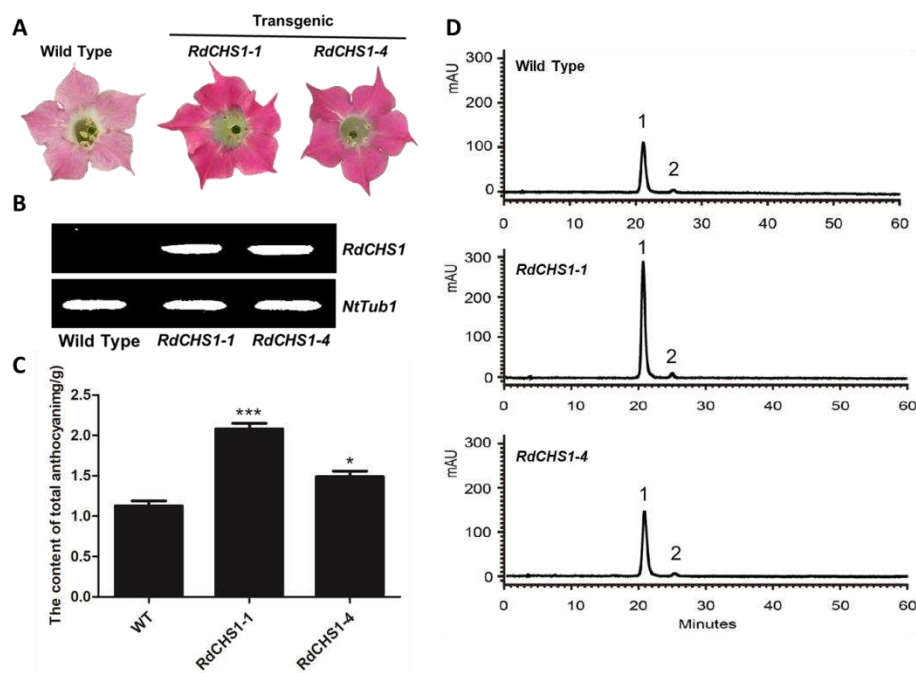 A
Transgenic
Wild Type
RdCHS1-1
RdCHS1-4
B
RdCHS1
NtTub1
Wild Type
RdCHS1-1
RdCHS1-4
C
The content of total anthocyanimg/g)
2.5
2.0
1.5
1.0
0.5
0.0
***
*
WT
RdCHS1-1
RdCHS1-4
D
mAU
300
200
100
0
Wild Type
1
2
0 10 20 30 40 50 60
mAU
300
200
100
0
RdCHS1-1
1
2
0 10 20 30 40 50 60
mAU
300
200
100
0
RdCHS1-4
1
2
0 10 20 30 40 50 60
Minutes